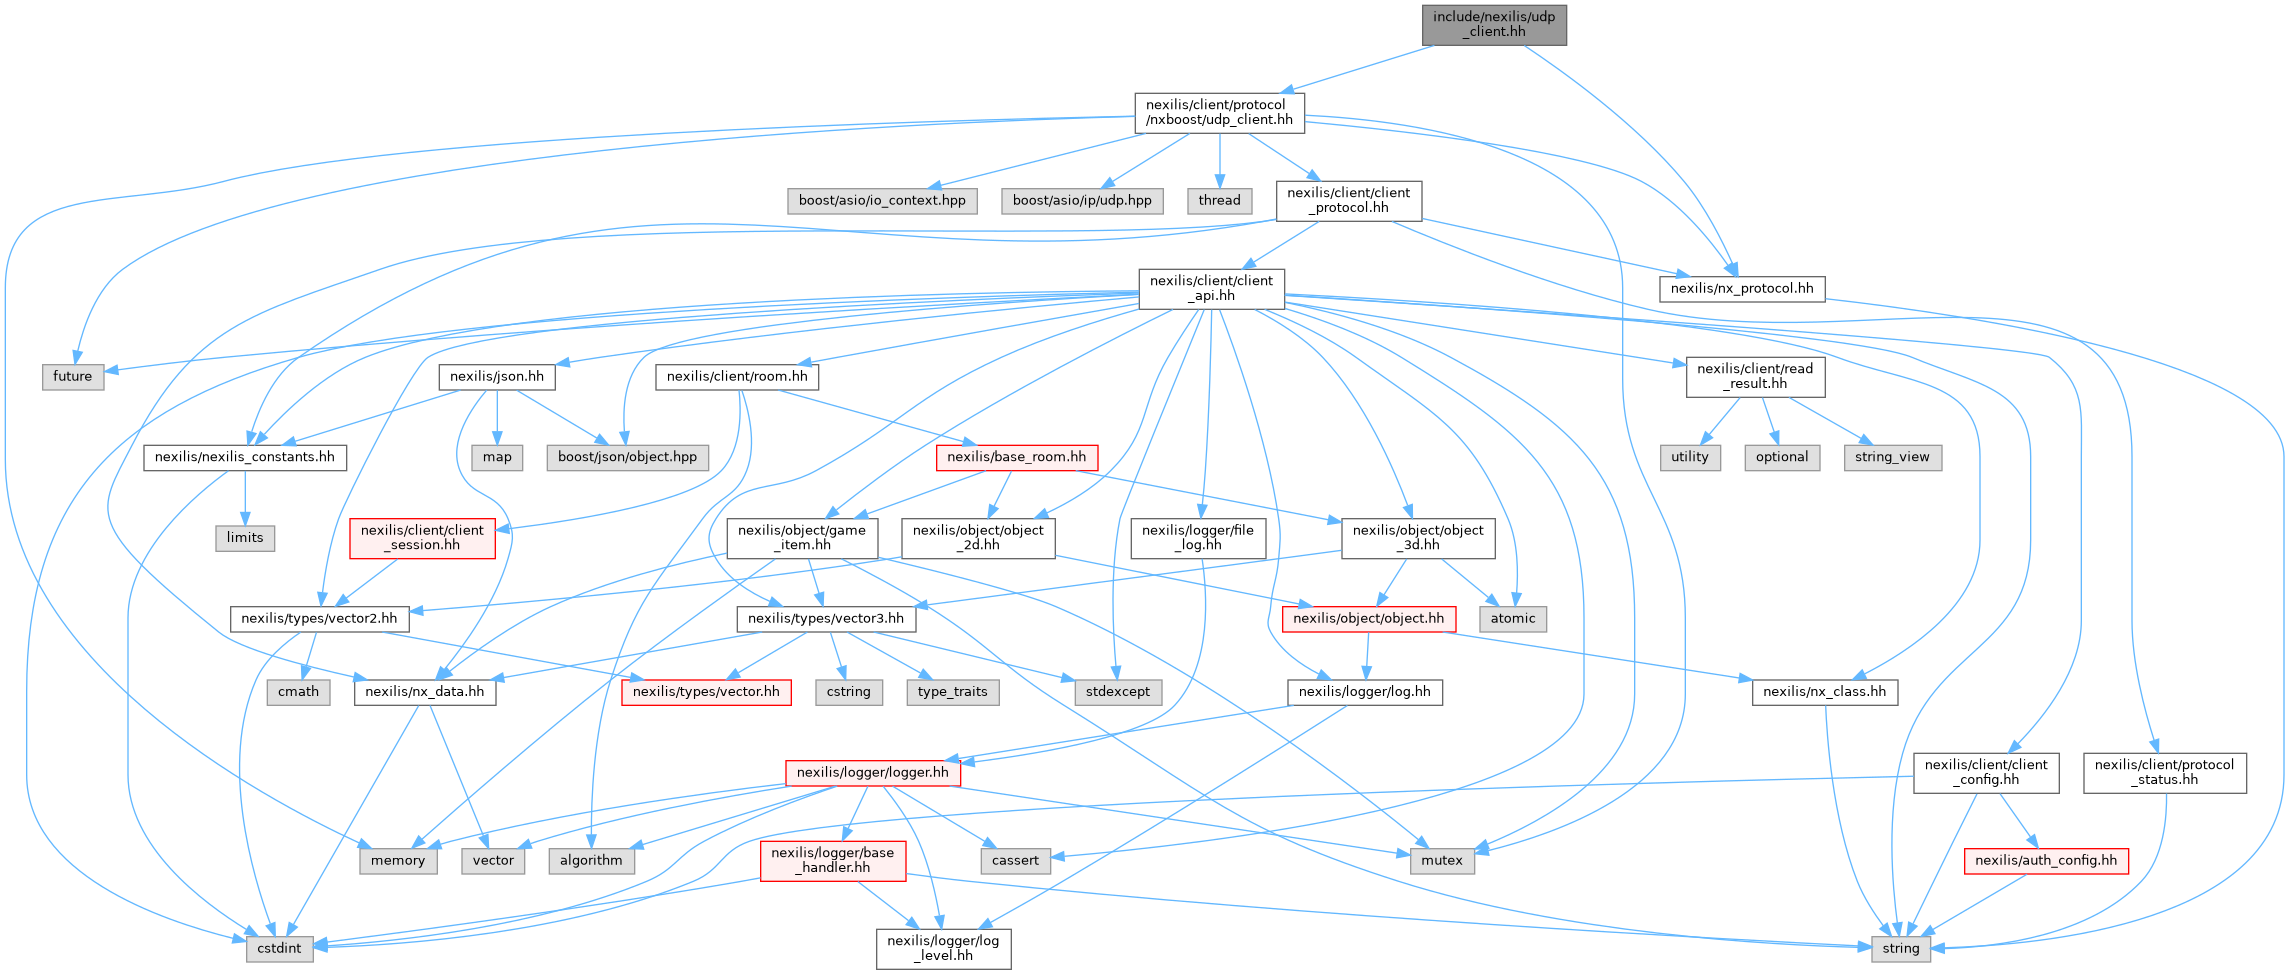 include/nexilis/udp
_client.hh
nexilis/client/protocol
/nxboost/udp_client.hh
boost/asio/io_context.hpp
boost/asio/ip/udp.hpp
thread
nexilis/client/client
_protocol.hh
nexilis/client/client
_api.hh
nexilis/nx_protocol.hh
future
nexilis/json.hh
nexilis/client/room.hh
nexilis/client/read
_result.hh
nexilis/nexilis_constants.hh
map
boost/json/object.hpp
nexilis/base_room.hh
utility
optional
string_view
limits
nexilis/client/client
_session.hh
nexilis/object/game
_item.hh
nexilis/object/object
_2d.hh
nexilis/logger/file
_log.hh
nexilis/object/object
_3d.hh
nexilis/types/vector2.hh
nexilis/types/vector3.hh
nexilis/object/object.hh
atomic
cmath
nexilis/nx_data.hh
nexilis/types/vector.hh
cstring
type_traits
stdexcept
nexilis/logger/log.hh
nexilis/nx_class.hh
nexilis/logger/logger.hh
nexilis/client/client
_config.hh
nexilis/client/protocol
_status.hh
memory
vector
algorithm
nexilis/logger/base
_handler.hh
cassert
mutex
nexilis/auth_config.hh
cstdint
nexilis/logger/log
_level.hh
string